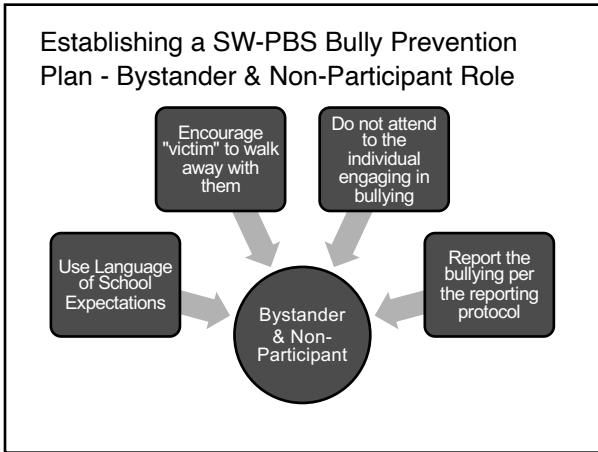 Establishing a SW-PBS Bully Prevention
Plan - Bystander & Non-Participant Role
Use Language
of School
Expectations
Encourage
"victim" to walk
away with
them
Do not attend
to the
individual
engaging in
bullying
Report the
bullying per
the reporting
protocol
Bystander
& Non-
Participant